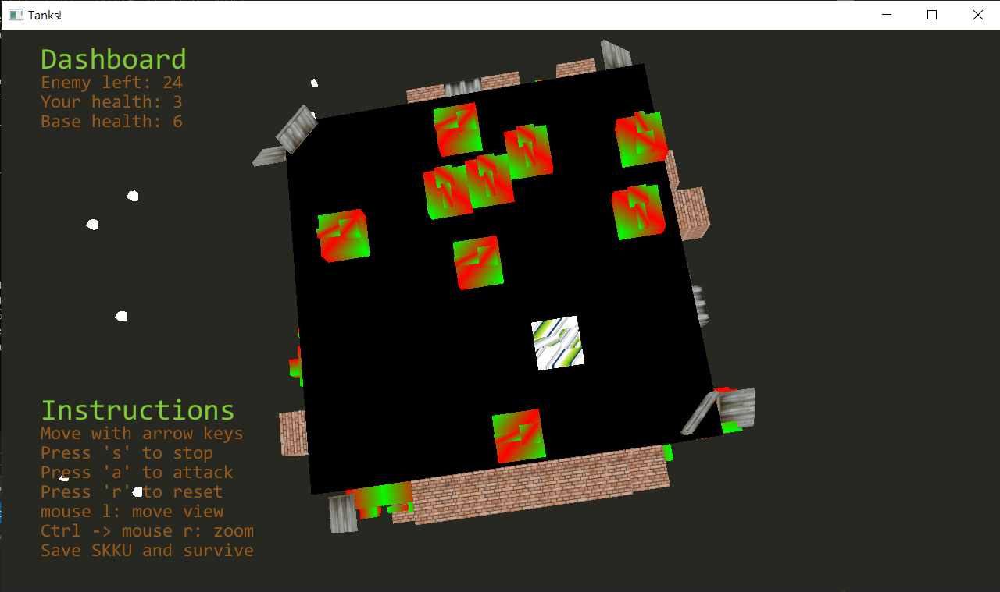 Tanks!
Dashboard
Enemy left: 24
Your health: 3
Base health: 6
Instructions
Move with arrow keys
Press 's' to stop
Press 'a' to attack
Press 'r' to reset
mouse l: move view
Ctrl -> mouse r: zoom
Save SKKU and survive